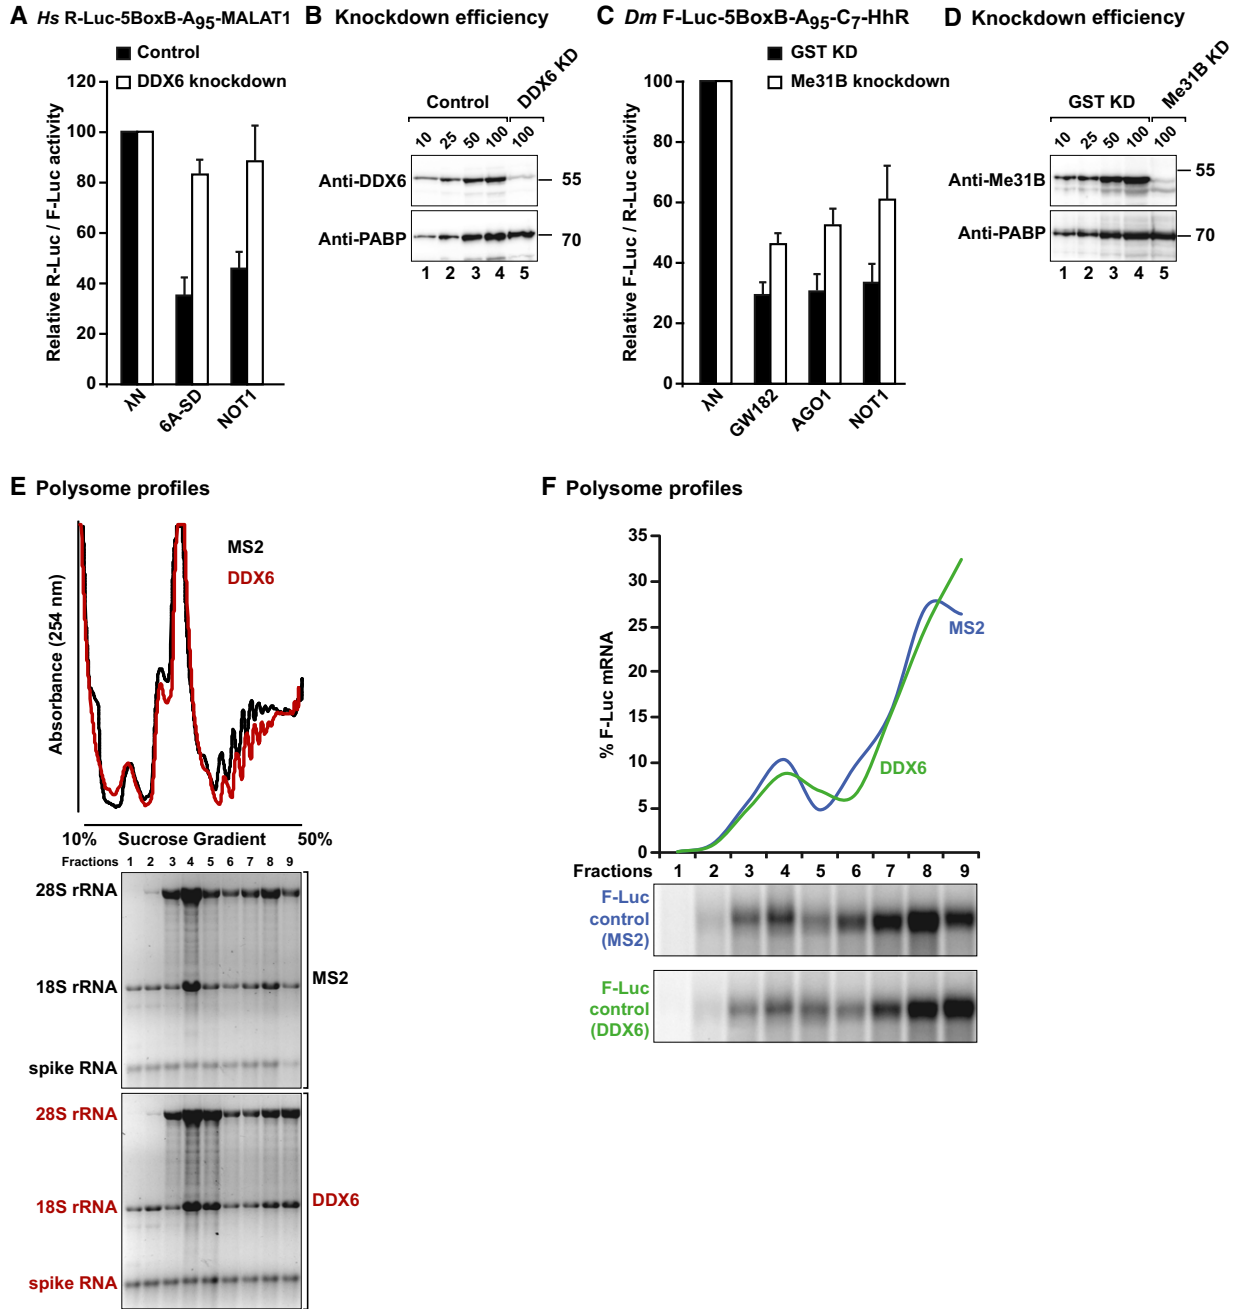 A Hs R-Luc-5BoxB-A95-MALAT1
Control
DDX6 knockdown
Relative R-Luc / F-Luc activity
120
100
80
60
40
20
0
λN
6A-SD
NOT1
B Knockdown efficiency
Control
DDX6 KD
10 25 50 100 100
Anti-DDX6
55
Anti-PABP
70
1 2 3 4 5
C Dm F-Luc-5BoxB-A95-C7-HhR
GST KD
Me31B knockdown
Relative F-Luc / R-Luc activity
100
80
60
40
20
0
λN
GW182
AGO1
NOT1
D Knockdown efficiency
GST KD
Me31B KD
10 25 50 100 100
Anti-Me31B
55
Anti-PABP
70
1 2 3 4 5
E Polysome profiles
MS2
DDX6
Absorbance (254 nm)
10% Sucrose Gradient 50%
Fractions 1 2 3 4 5 6 7 8 9
28S rRNA
18S rRNA
spike RNA
MS2
28S rRNA
18S rRNA
spike RNA
DDX6
F Polysome profiles
% F-Luc mRNA
35
30
25
20
15
10
5
0
MS2
DDX6
Fractions 1 2 3 4 5 6 7 8 9
F-Luc
control
(MS2)
F-Luc
control
(DDX6)